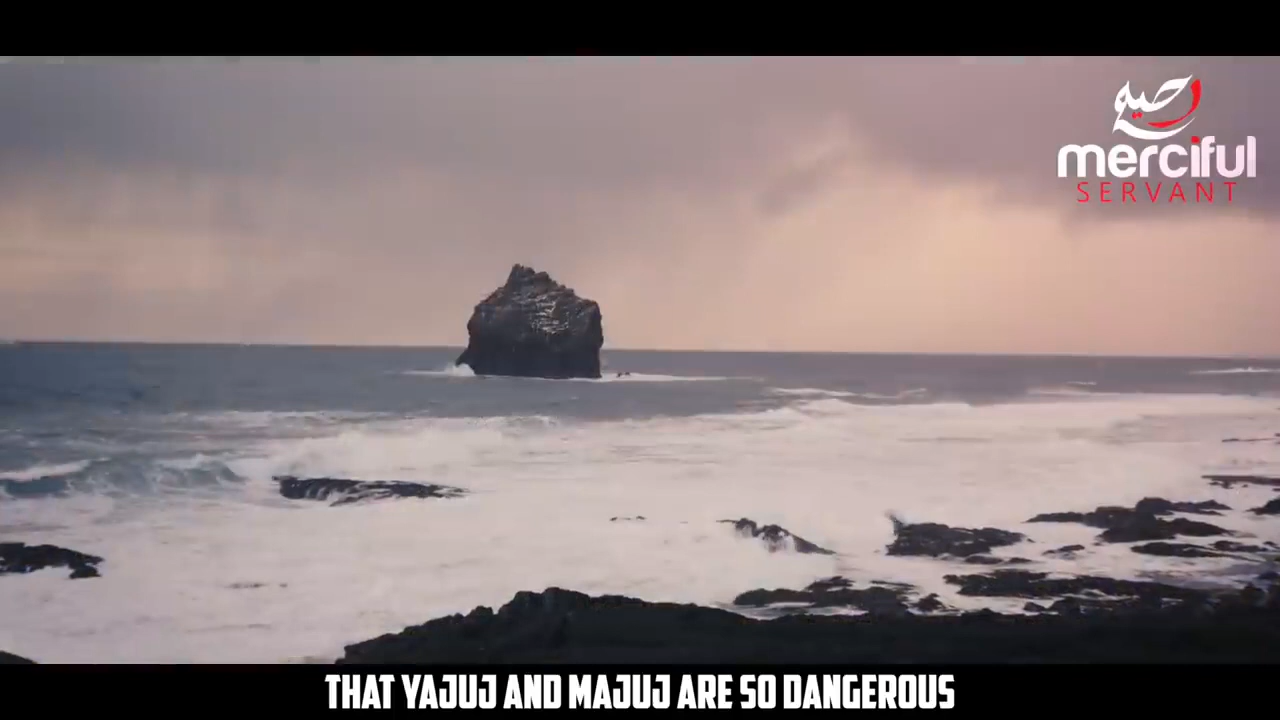 رحيم
merciful
SERVANT
THAT YAJUJ AND MAJUJ ARE SO DANGEROUS